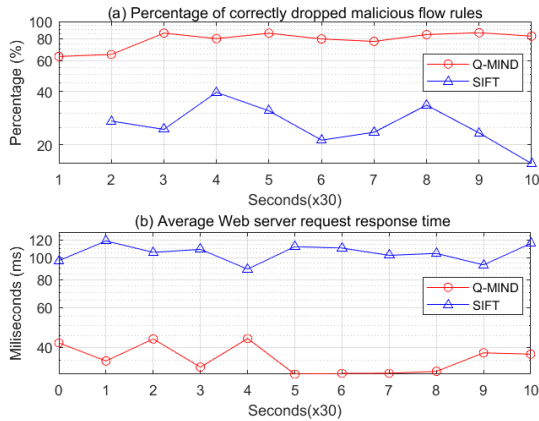 (a) Percentage of correctly dropped malicious flow rules
100
80
60
40
20
Percentage (%)
Q-MIND
SIFT
1 2 3 4 5 6 7 8 9 10
Seconds(x30)
(b) Average Web server request response time
120
100
80
60
40
Miliseconds (ms)
Q-MIND
SIFT
0 1 2 3 4 5 6 7 8 9 10
Seconds(x30)